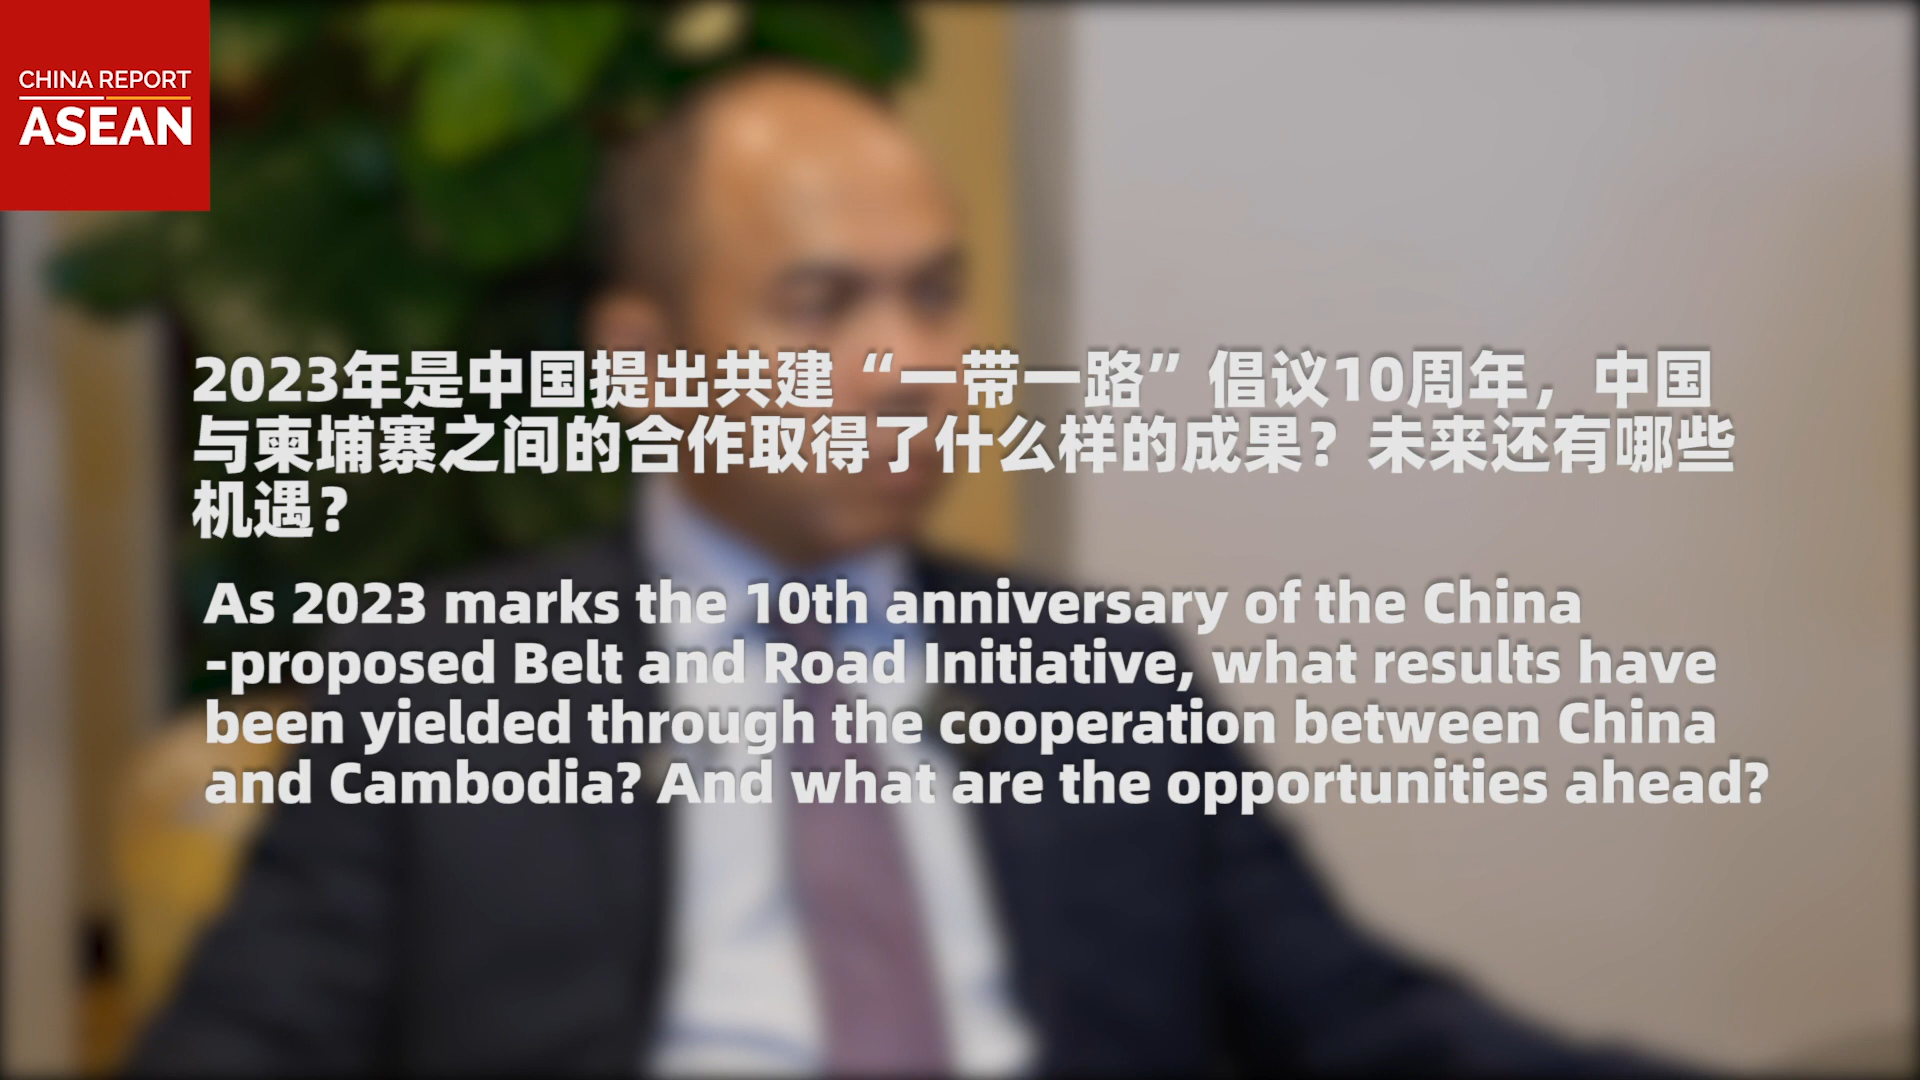 CHINA REPORT
ASEAN
2023年是中国提出共建“一带一路”倡议10周年，中国
与柬埔寨之间的合作取得了什么样的成果？未来还有哪些
机遇？
As 2023 marks the 10th anniversary of the China
-proposed Belt and Road Initiative, what results have
been yielded through the cooperation between China
and Cambodia? And what are the opportunities ahead?